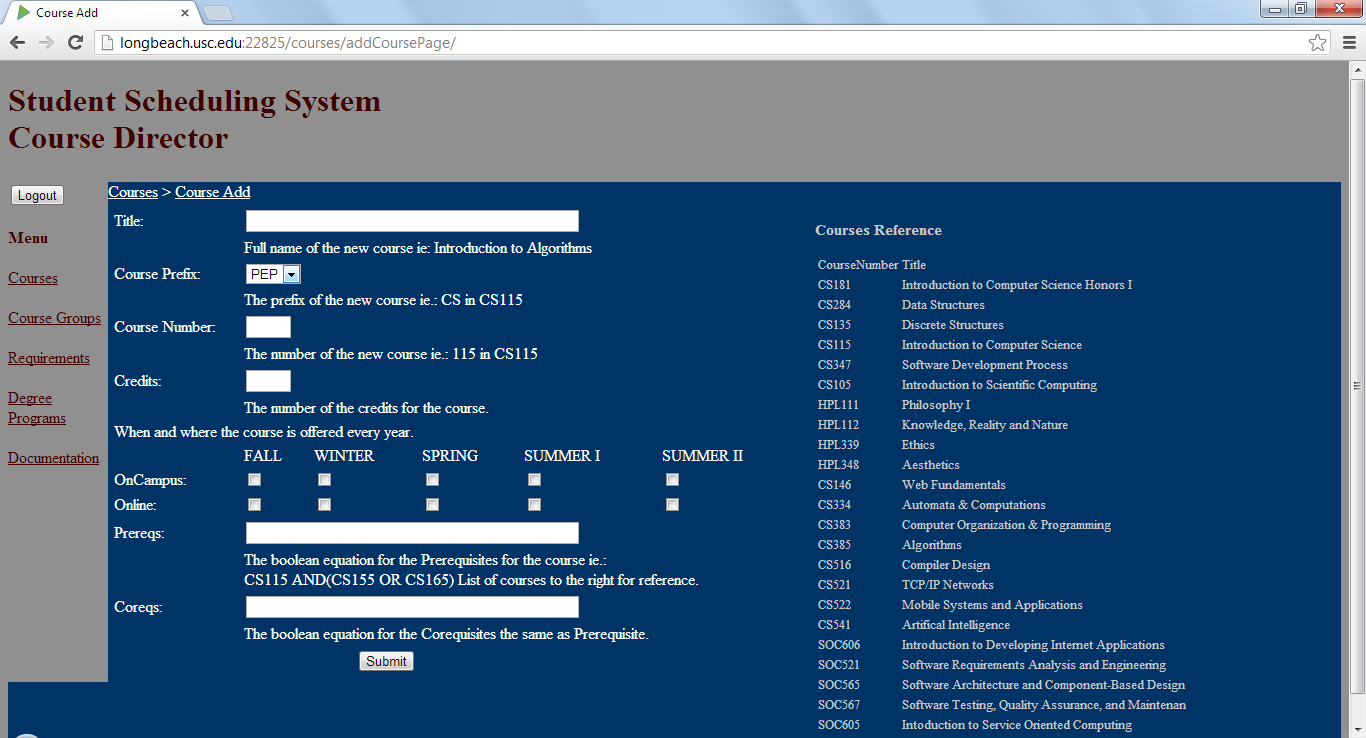 Course Add
longbeach.usc.edu:22825/courses/addCoursePage/
Student Scheduling System
Course Director
Logout
Menu
Courses
Course Groups
Requirements
Degree
Programs
Documentation
Courses > Course Add
Title:
Full name of the new course ie: Introduction to Algorithms
Course Prefix: PEP
The prefix of the new course ie.: CS in CS115
Course Number:
The number of the new course ie.: 115 in CS115
Credits:
The number of the credits for the course.
When and where the course is offered every year.
FALL WINTER SPRING SUMMER I SUMMER II
OnCampus:
Online:
Prereqs:
The boolean equation for the Prerequisites for the course ie.:
CS115 AND(CS155 OR CS165) List of courses to the right for reference.
Coreqs:
The boolean equation for the Corequisites the same as Prerequisite.
Submit
Courses Reference
CourseNumber Title
CS181 Introduction to Computer Science Honors I
CS284 Data Structures
CS135 Discrete Structures
CS115 Introduction to Computer Science
CS347 Software Development Process
CS105 Introduction to Scientific Computing
HPL111 Philosophy I
HPL112 Knowledge, Reality and Nature
HPL339 Ethics
HPL348 Aesthetics
CS146 Web Fundamentals
CS334 Automata & Computations
CS383 Computer Organization & Programming
CS385 Algorithms
CS516 Compiler Design
CS521 TCP/IP Networks
CS522 Mobile Systems and Applications
CS541 Artifical Intelligence
SOC606 Introduction to Developing Internet Applications
SOC521 Software Requirements Analysis and Engineering
SOC565 Software Architecture and Component-Based Design
SOC567 Software Testing, Quality Assurance, and Maintenan
SOC605 Intoduction to Service Oriented Computing